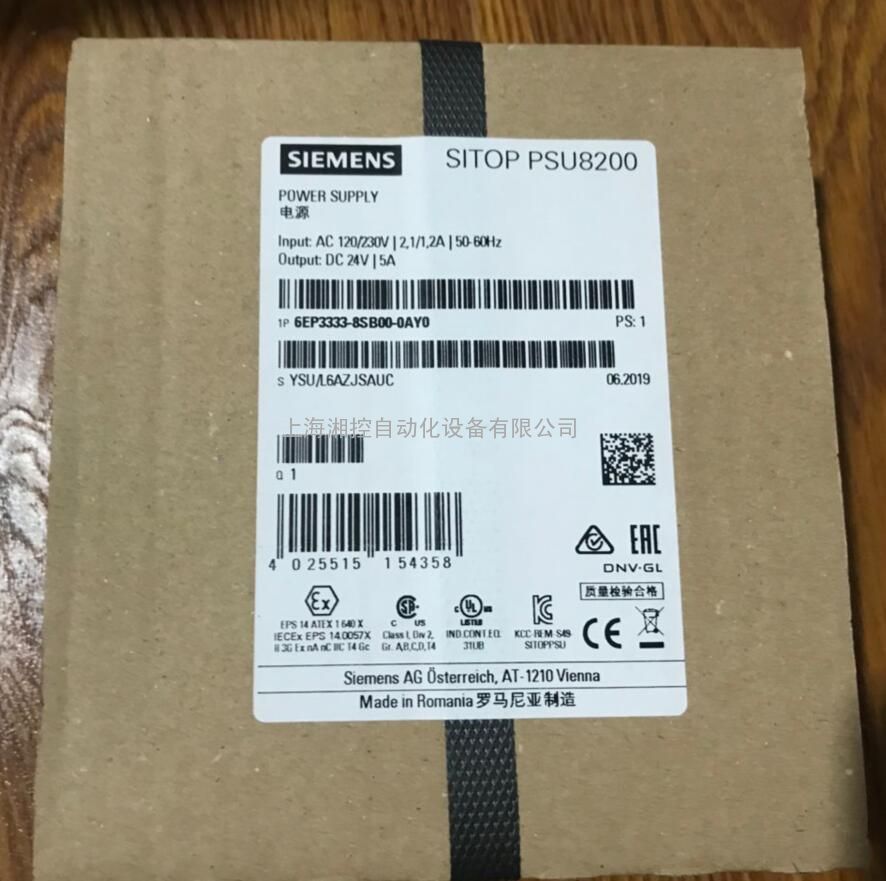 SIEMENS SITOP PSU8200
POWER SUPPLY
电源
Input: AC 120/230V | 2,1/1,2A | 50-60Hz
Output: DC 24V | 5A
1P 6EP3333-8SB00-0AY0 PS: 1
S YSU/L6AZJSAUC 06.2019
上海湘控自动化设备有限公司
Q 1
4 025515 154358
EAC
DNV·GL
质量检验合格
Ex
EPS 14 ATEX 1 640 X
IECEx EPS 14.0057X
II 3G Ex nA nC IIC T4 Gc
C US
Class I, Div 2,
Gr. A,B,C,D,T4
C UL US
LISTED
IND.CONT.EQ.
31UB
KCC-REM-S49
SITOPPSU
CE
Siemens AG Österreich, AT-1210 Vienna
Made in Romania 罗马尼亚制造